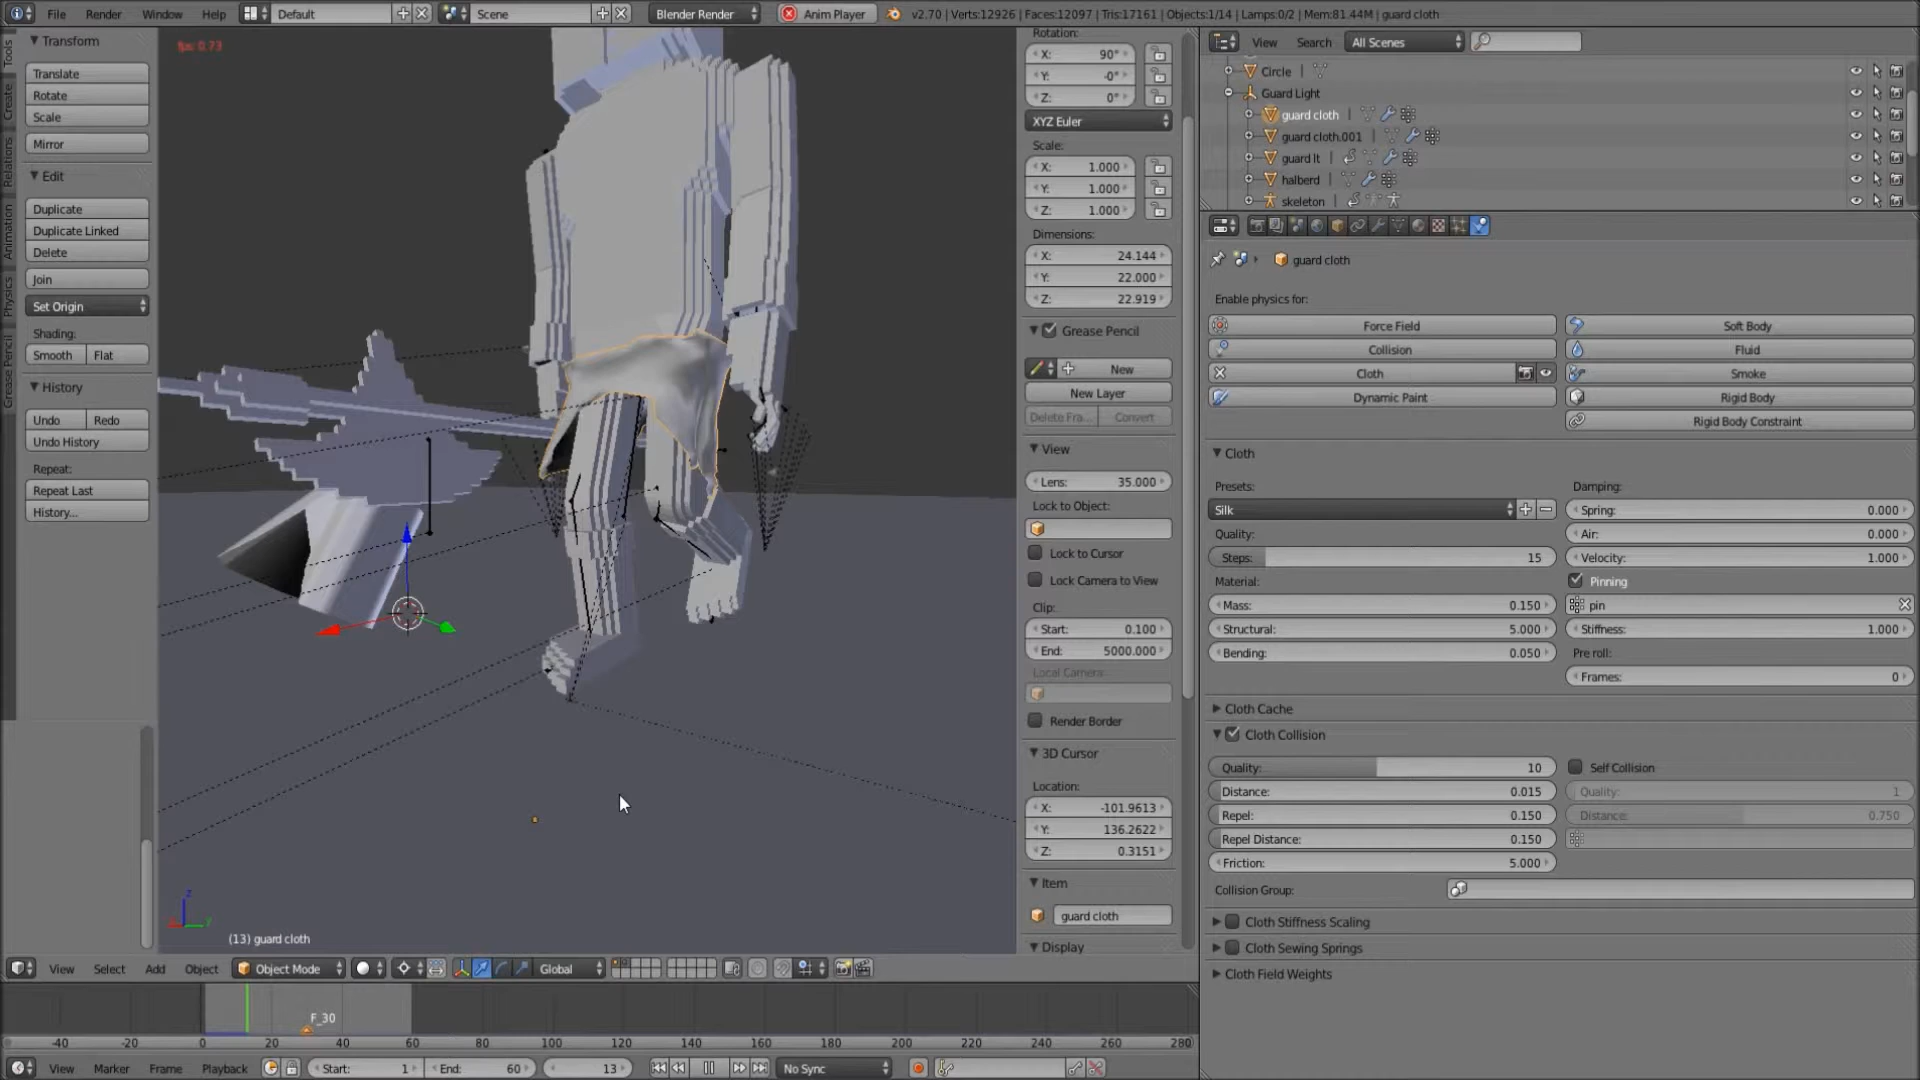 File Render Window Help Default Scene Blender Render Anim Player v2.70 | Verts:12926 | Faces:12097 | Tris:17161 | Objects:1/14 | Lamps:0/2 | Mem:81.44M | guard cloth
Tools
Create
Relations
Animation
Physics
Grease Pencil
Transform
Translate
Rotate
Scale
Mirror
Edit
Duplicate
Duplicate Linked
Delete
Join
Set Origin
Shading:
Smooth Flat
History
Undo Redo
Undo History
Repeat:
Repeat Last
History...
fps: 0.73
(13) guard cloth
Rotation:
X: 90°
Y: -0°
Z: 0°
XYZ Euler
Scale:
X: 1.000
Y: 1.000
Z: 1.000
Dimensions:
X: 24.144
Y: 22.000
Z: 22.919
Grease Pencil
New
New Layer
Delete Fra... Convert
View
Lens: 35.000
Lock to Object:
Lock to Cursor
Lock Camera to View
Clip:
Start: 0.100
End: 5000.000
Local Camera:
Render Border
3D Cursor
Location:
X: -101.9613
Y: 136.2622
Z: 0.3151
Item
guard cloth
Display
View Search All Scenes
Circle
Guard Light
guard cloth
guard cloth.001
guard lt
halberd
skeleton
guard cloth
Enable physics for:
Force Field Soft Body
Collision Fluid
Cloth Smoke
Dynamic Paint Rigid Body
Rigid Body Constraint
Cloth
Presets: Damping:
Silk Spring: 0.000
Quality: Air: 0.000
Steps: 15 Velocity: 1.000
Material: Pinning
Mass: 0.150 pin
Structural: 5.000 Stiffness: 1.000
Bending: 0.050 Pre roll:
Frames: 0
Cloth Cache
Cloth Collision
Quality: 10 Self Collision
Distance: 0.015 Quality: 1
Repel: 0.150 Distance: 0.750
Repel Distance: 0.150
Friction: 5.000
Collision Group:
Cloth Stiffness Scaling
Cloth Sewing Springs
Cloth Field Weights
View Select Add Object Object Mode Global
F_30
-40 -20 0 20 40 60 80 100 120 140 160 180 200 220 240 260 280
View Marker Frame Playback Start: 1 End: 60 13 No Sync